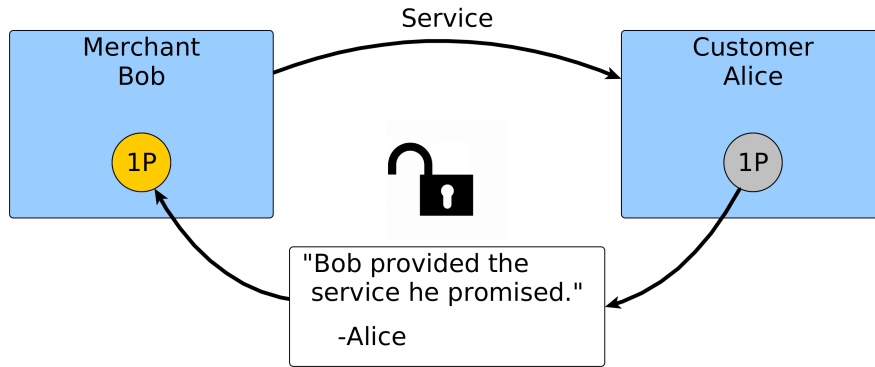 Service
Merchant
Bob
Customer
Alice
1P
1P
"Bob provided the
service he promised."
-Alice